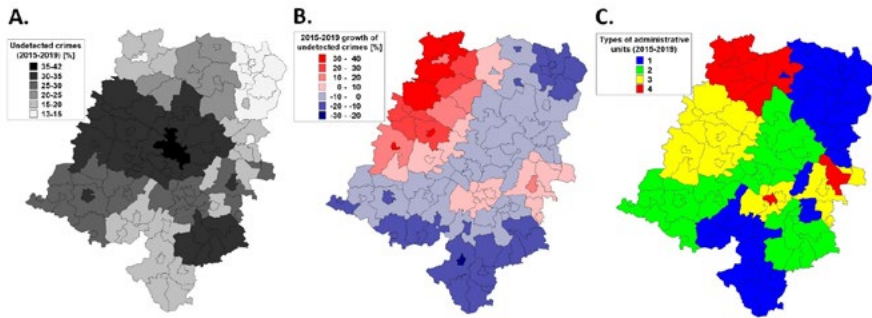 A.
Undetected crimes
(2015-2019) [%]
35-42
30-35
25-30
20-25
15-20
13-15
B.
2015-2019 growth of
undetected crimes [%]
30 - 40
20 - 30
10 - 20
0 - 10
-10 - 0
-20 - -10
-30 - -20
C.
Types of administrative
units (2015-2019)
1
2
3
4